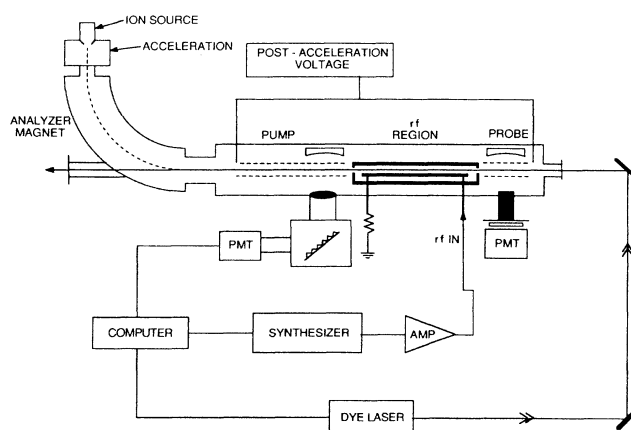 ION SOURCE
ACCELERATION
POST - ACCELERATION
VOLTAGE
ANALYZER
MAGNET
PUMP
rf
REGION
PROBE
PMT
rf IN
PMT
COMPUTER
SYNTHESIZER
AMP
DYE LASER